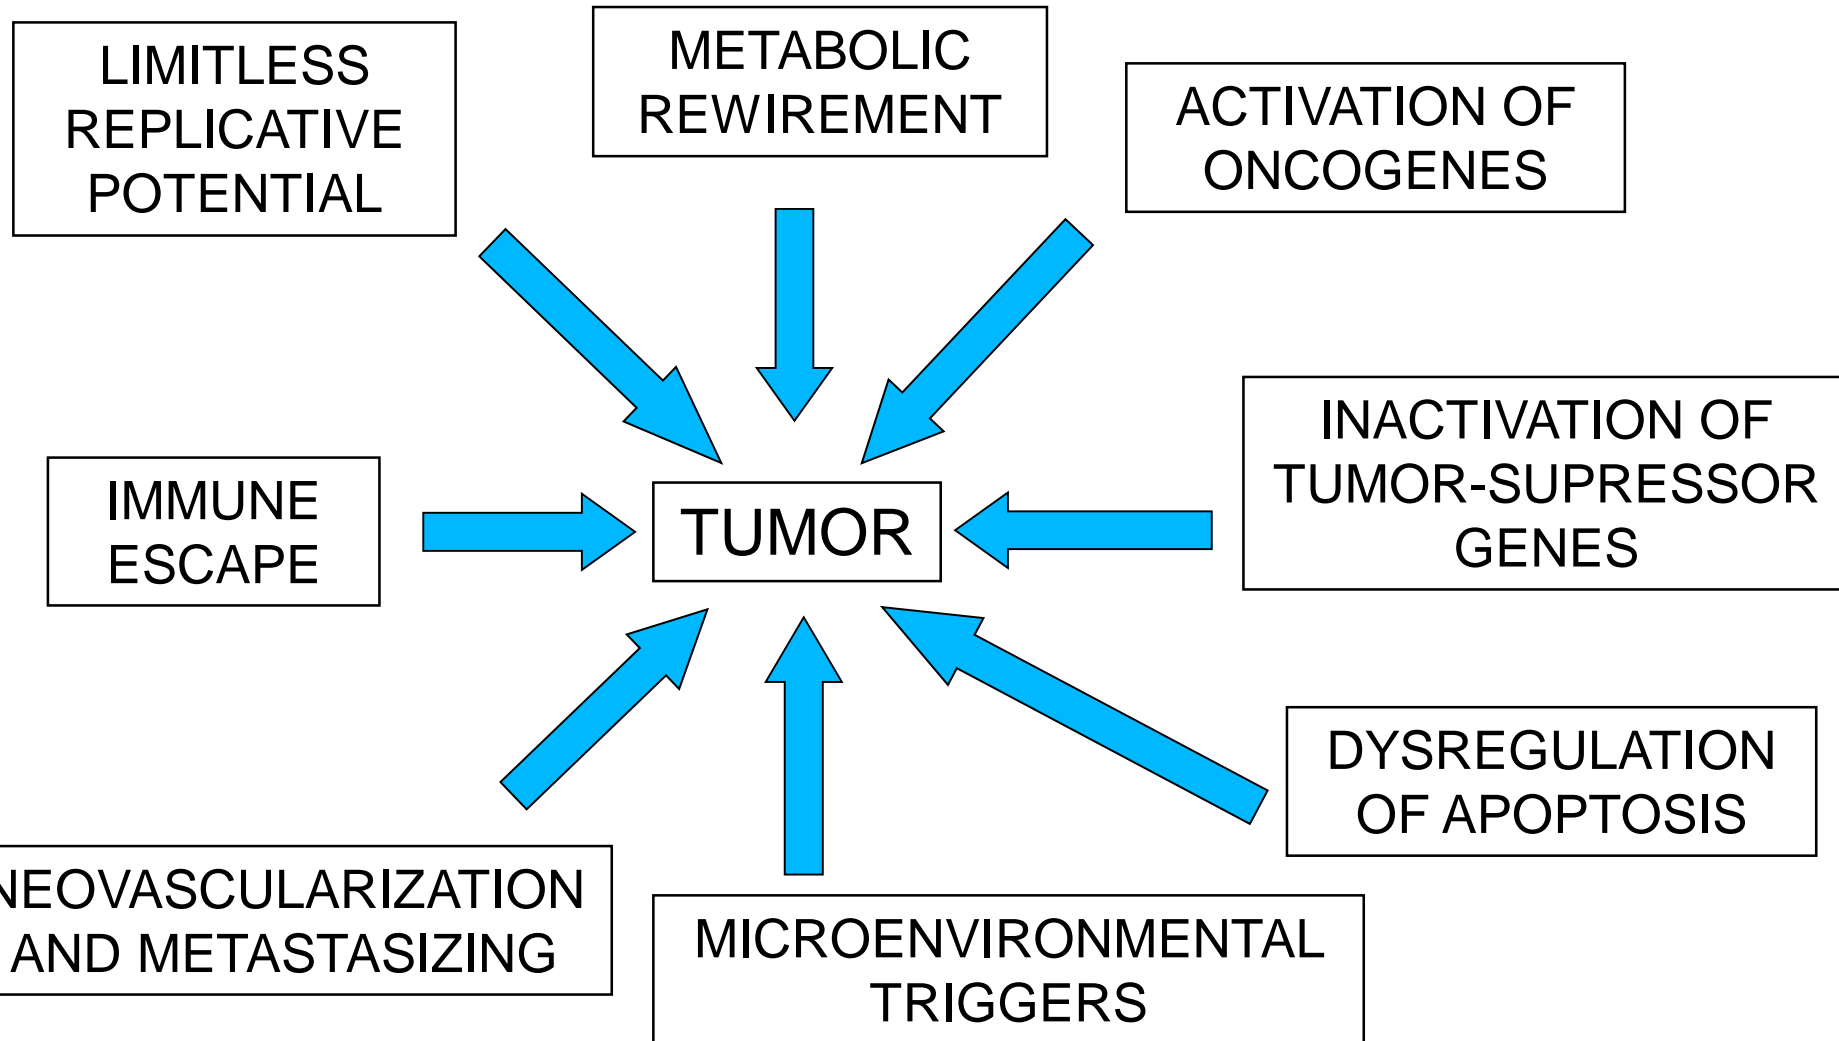 LIMITLESS
REPLICATIVE
POTENTIAL
METABOLIC
REWIREMENT
ACTIVATION OF
ONCOGENES
IMMUNE
ESCAPE
TUMOR
INACTIVATION OF
TUMOR-SUPRESSOR
GENES
DYSREGULATION
OF APOPTOSIS
NEOVASCULARIZATION
AND METASTASIZING
MICROENVIRONMENTAL
TRIGGERS